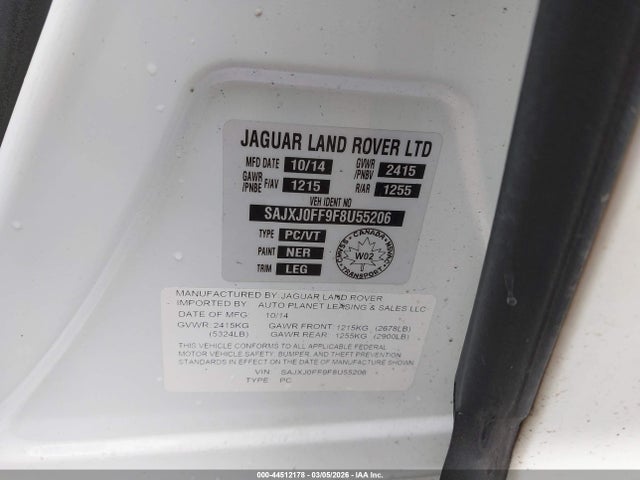 JAGUAR LAND ROVER LTD
MFD DATE 10/14 GVWR /PNBV 2415
GAWR /PNBE F/AV 1215 R/AR 1255
VEH IDENT NO
SAJXJ0FF9F8U55206
TYPE PC/VT
PAINT NER
TRIM LEG
CANADA
TRANSPORT
W02
MANUFACTURED BY JAGUAR LAND ROVER
IMPORTED BY AUTO PLANET LEASING & SALES LLC
DATE OF MFG: 10/14
GVWR: 2415KG GAWR FRONT 1215KG (2678LB)
(5324LB) GAWR REAR: 1255KG (2900LB)
THIS VEHICLE CONFORMS TO ALL APPLICABLE FEDERAL
MOTOR VEHICLE SAFETY, BUMPER, AND THEFT PREVENTION
STANDARDS IN EFFECT ON THE DATE OF MANUFACTURE SHOWN ABOVE
VIN SAJXJ0FF9F8U55206
TYPE PC
000-44512178 | 03/05/2026 - IAA Inc.